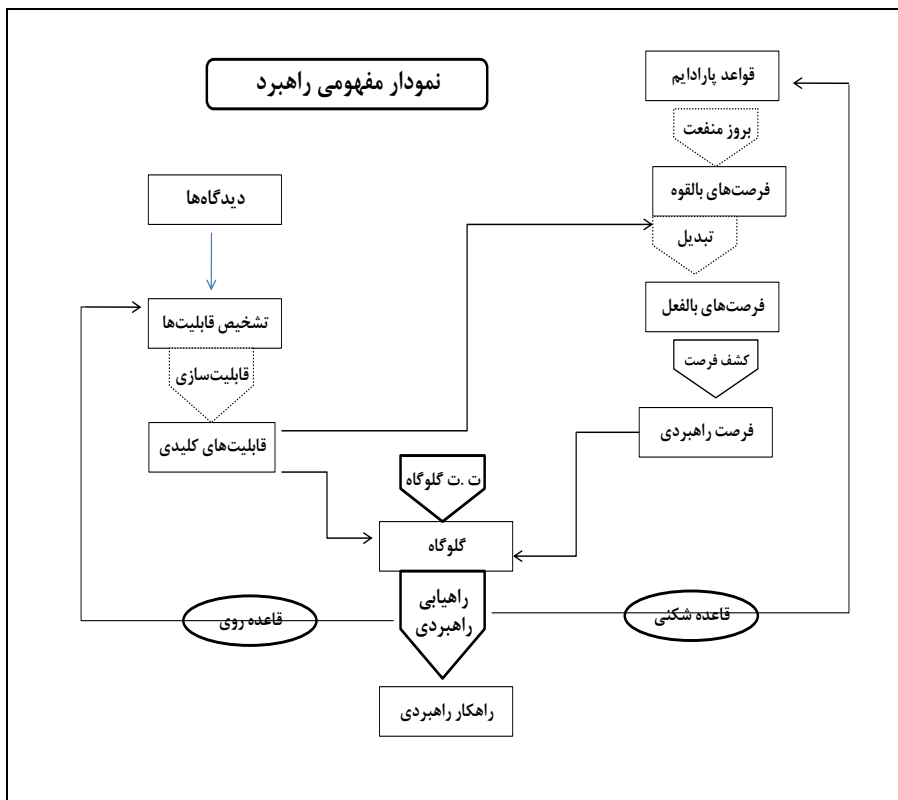 نمودار مفهومی راهبرد
قواعد پارادایم
بروز منفعت
فرصت‌های بالقوه
تبدیل
فرصت‌های بالفعل
کشف فرصت
فرصت راهبردی
دیدگاه‌ها
تشخیص قابلیت‌ها
قابلیت‌سازی
قابلیت‌های کلیدی
ت .ت گلوگاه
گلوگاه
راهیابی
راهبردی
قاعده شکنی
قاعده روی
راهکار راهبردی